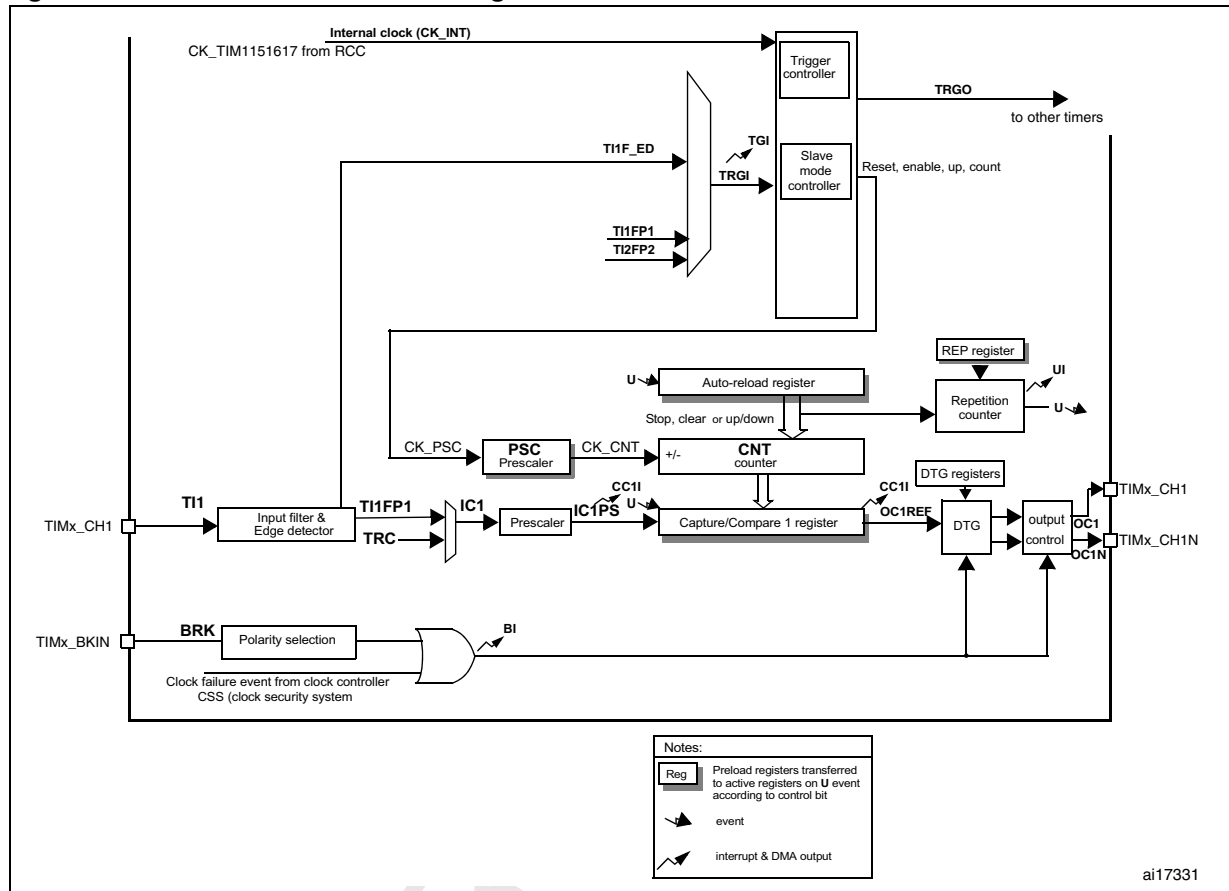 Internal clock (CK_INT)
CK_TIM1151617 from RCC
Trigger
controller
TRGO
to other timers
TI1F_ED
TGI
TRGI
Slave
mode
controller
Reset, enable, up, count
TI1FP1
TI2FP2
REP register
UI
U
Auto-reload register
Repetition
counter
U
Stop, clear or up/down
CK_PSC
PSC
Prescaler
CK_CNT
+/-
CNT
counter
DTG registers
TIMx_CH1
TI1
Input filter &
Edge detector
TI1FP1
TRC
IC1
Prescaler
IC1PS
CC1I
U
Capture/Compare 1 register
CC1I
OC1REF
DTG
output
control
OC1
OC1N
TIMx_CH1
TIMx_CH1N
TIMx_BKIN
BRK
Polarity selection
BI
Clock failure event from clock controller
CSS (clock security system
Notes:
Reg
Preload registers transferred
to active registers on U event
according to control bit
event
interrupt & DMA output
ai17331